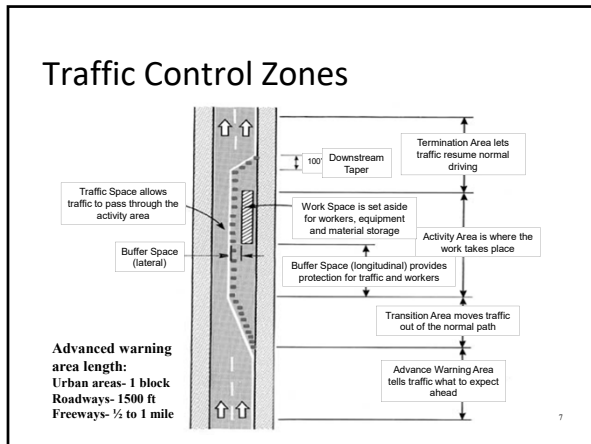 Traffic Control Zones
Termination Area lets
traffic resume normal
driving
100'
Downstream
Taper
Traffic Space allows
traffic to pass through the
activity area
Work Space is set aside
for workers, equipment
and material storage
Activity Area is where the
work takes place
Buffer Space
(lateral)
Buffer Space (longitudinal) provides
protection for traffic and workers
Transition Area moves traffic
out of the normal path
Advanced warning
area length:
Urban areas- 1 block
Roadways- 1500 ft
Freeways- ½ to 1 mile
Advance Warning Area
tells traffic what to expect
ahead
7